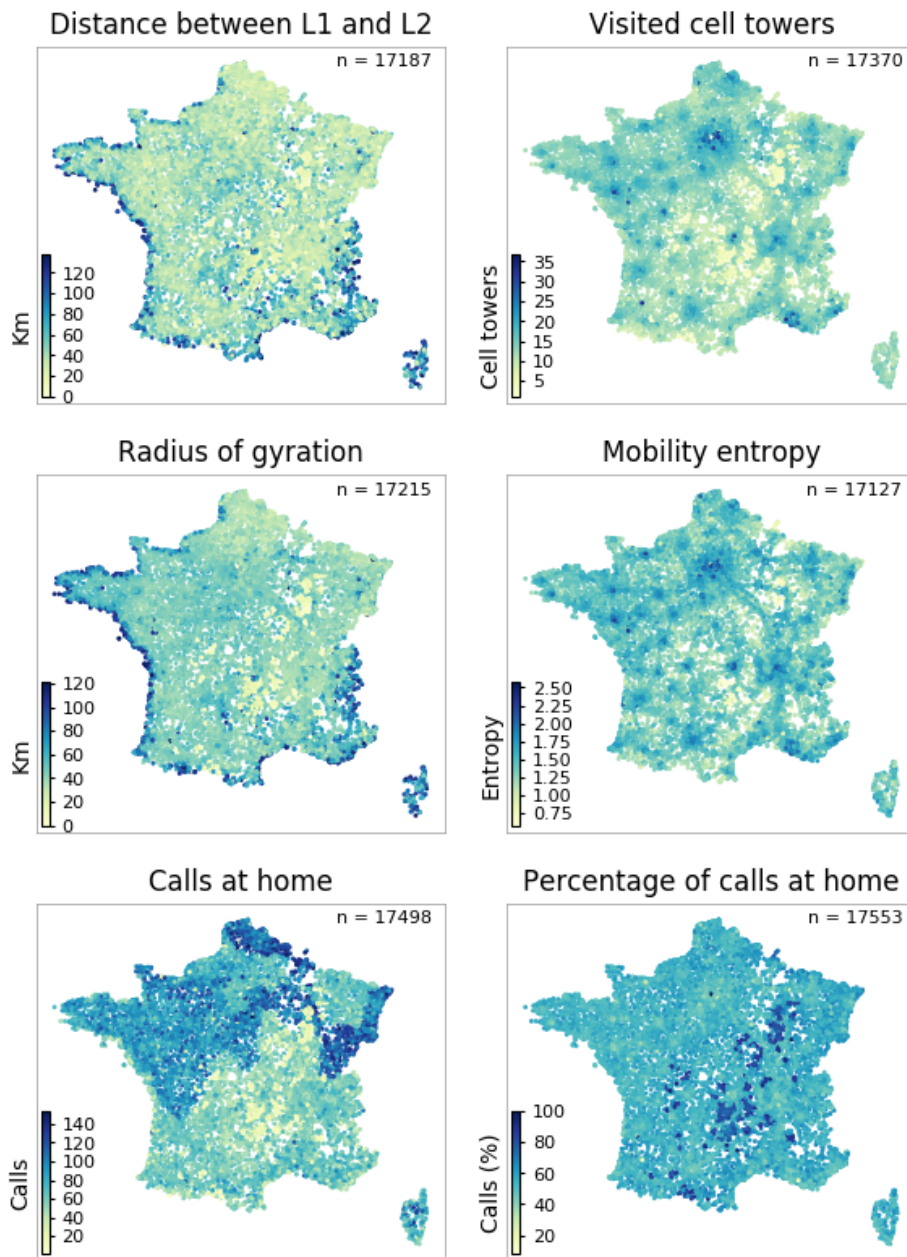 Distance between L1 and L2
n = 17187
Km
120
100
80
60
40
20
0
Visited cell towers
n = 17370
Cell towers
35
30
25
20
15
10
5
Radius of gyration
n = 17215
Km
120
100
80
60
40
20
0
Mobility entropy
n = 17127
Entropy
2.50
2.25
2.00
1.75
1.50
1.25
1.00
0.75
Calls at home
n = 17498
Calls
140
120
100
80
60
40
20
Percentage of calls at home
n = 17553
Calls (%)
100
80
60
40
20